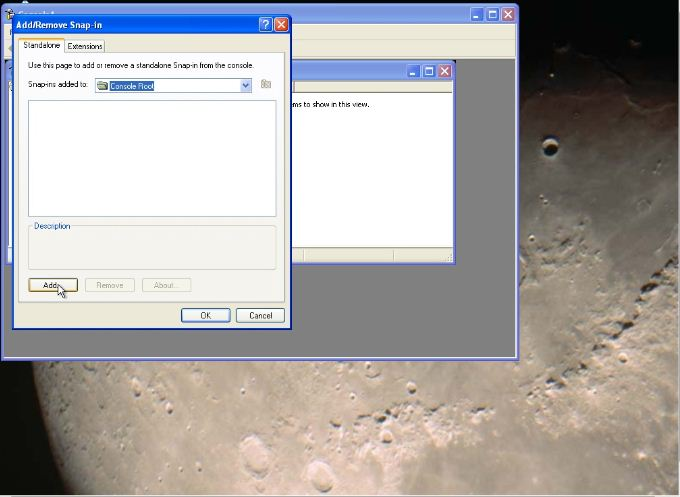 Add/Remove Snap-in
Standalone
Extensions
Use this page to add or remove a standalone Snap-in from the console.
Snap-ins added to:
Console Root
ms to show in this view.
Description
Add...
Remove
About...
OK
Cancel